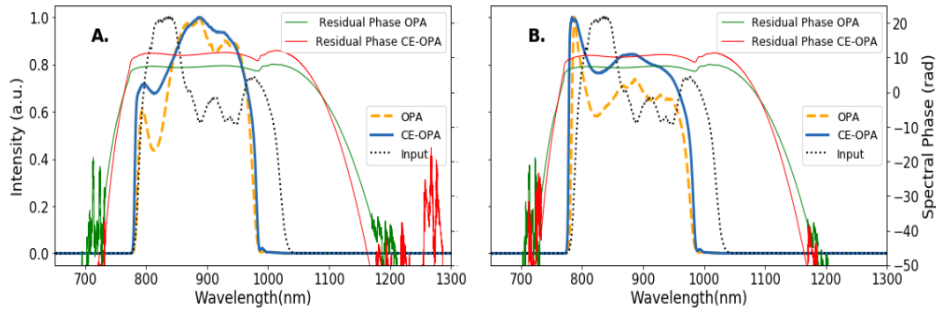 A.
Residual Phase OPA
Residual Phase CE-OPA
OPA
CE-OPA
Input
Intensity (a.u.)
1.0
0.8
0.6
0.4
0.2
0.0
700 800 900 1000 1100 1200 1300
Wavelength(nm)
B.
Residual Phase OPA
Residual Phase CE-OPA
OPA
CE-OPA
Input
20
10
0
−10
−20
−30
−40
−50
Spectral Phase (rad)
700 800 900 1000 1100 1200 1300
Wavelength(nm)